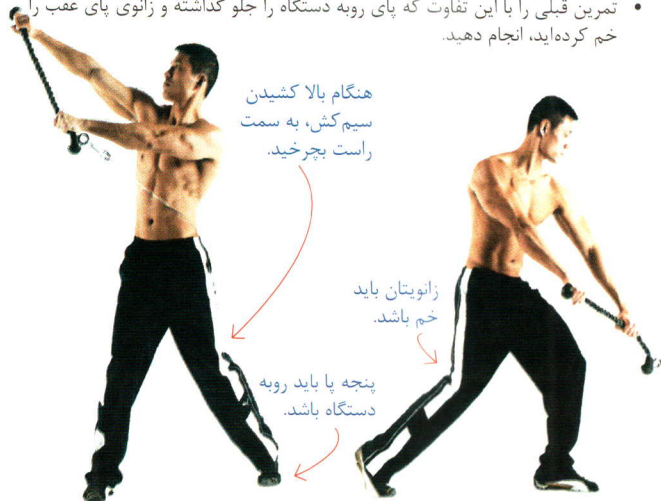 • تمرین قبلی را با این تفاوت که پای روبه دستگاه را جلو گذاشته و زانوی پای عقب را
خم کرده‌اید، انجام دهید.
هنگام بالا کشیدن
سیم‌کش، به سمت
راست بچرخید.
زانویتان باید
خم باشد.
پنجه پا باید روبه
دستگاه باشد.